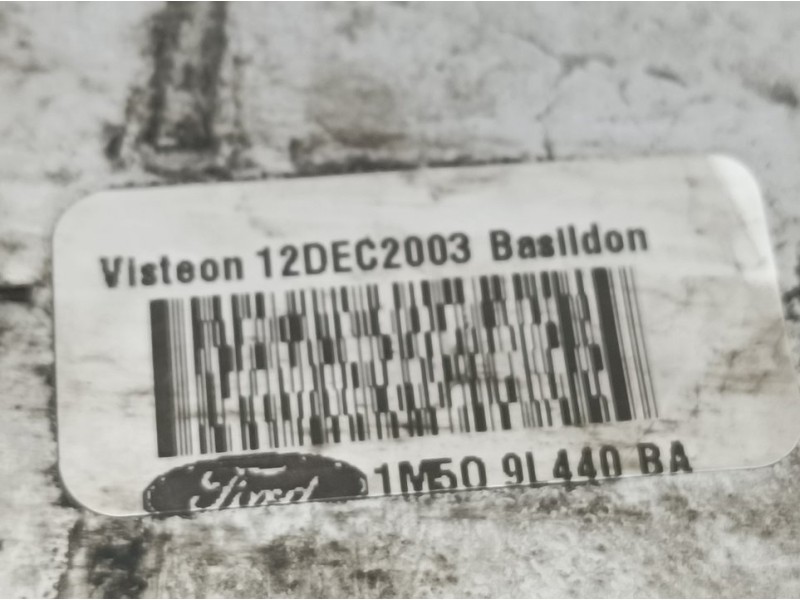 Visteon 12DEC2003 Basildon
Ford 1M5Q 9L440 BA